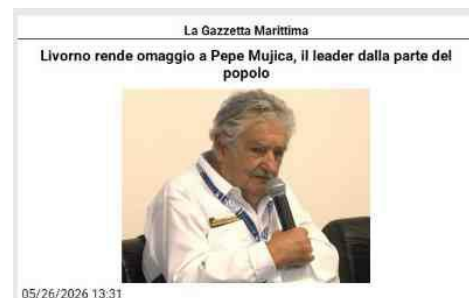 La Gazzetta Marittima
Livorno rende omaggio a Pepe Mujica, il leader dalla parte del
popolo
05/26/2026 13:31